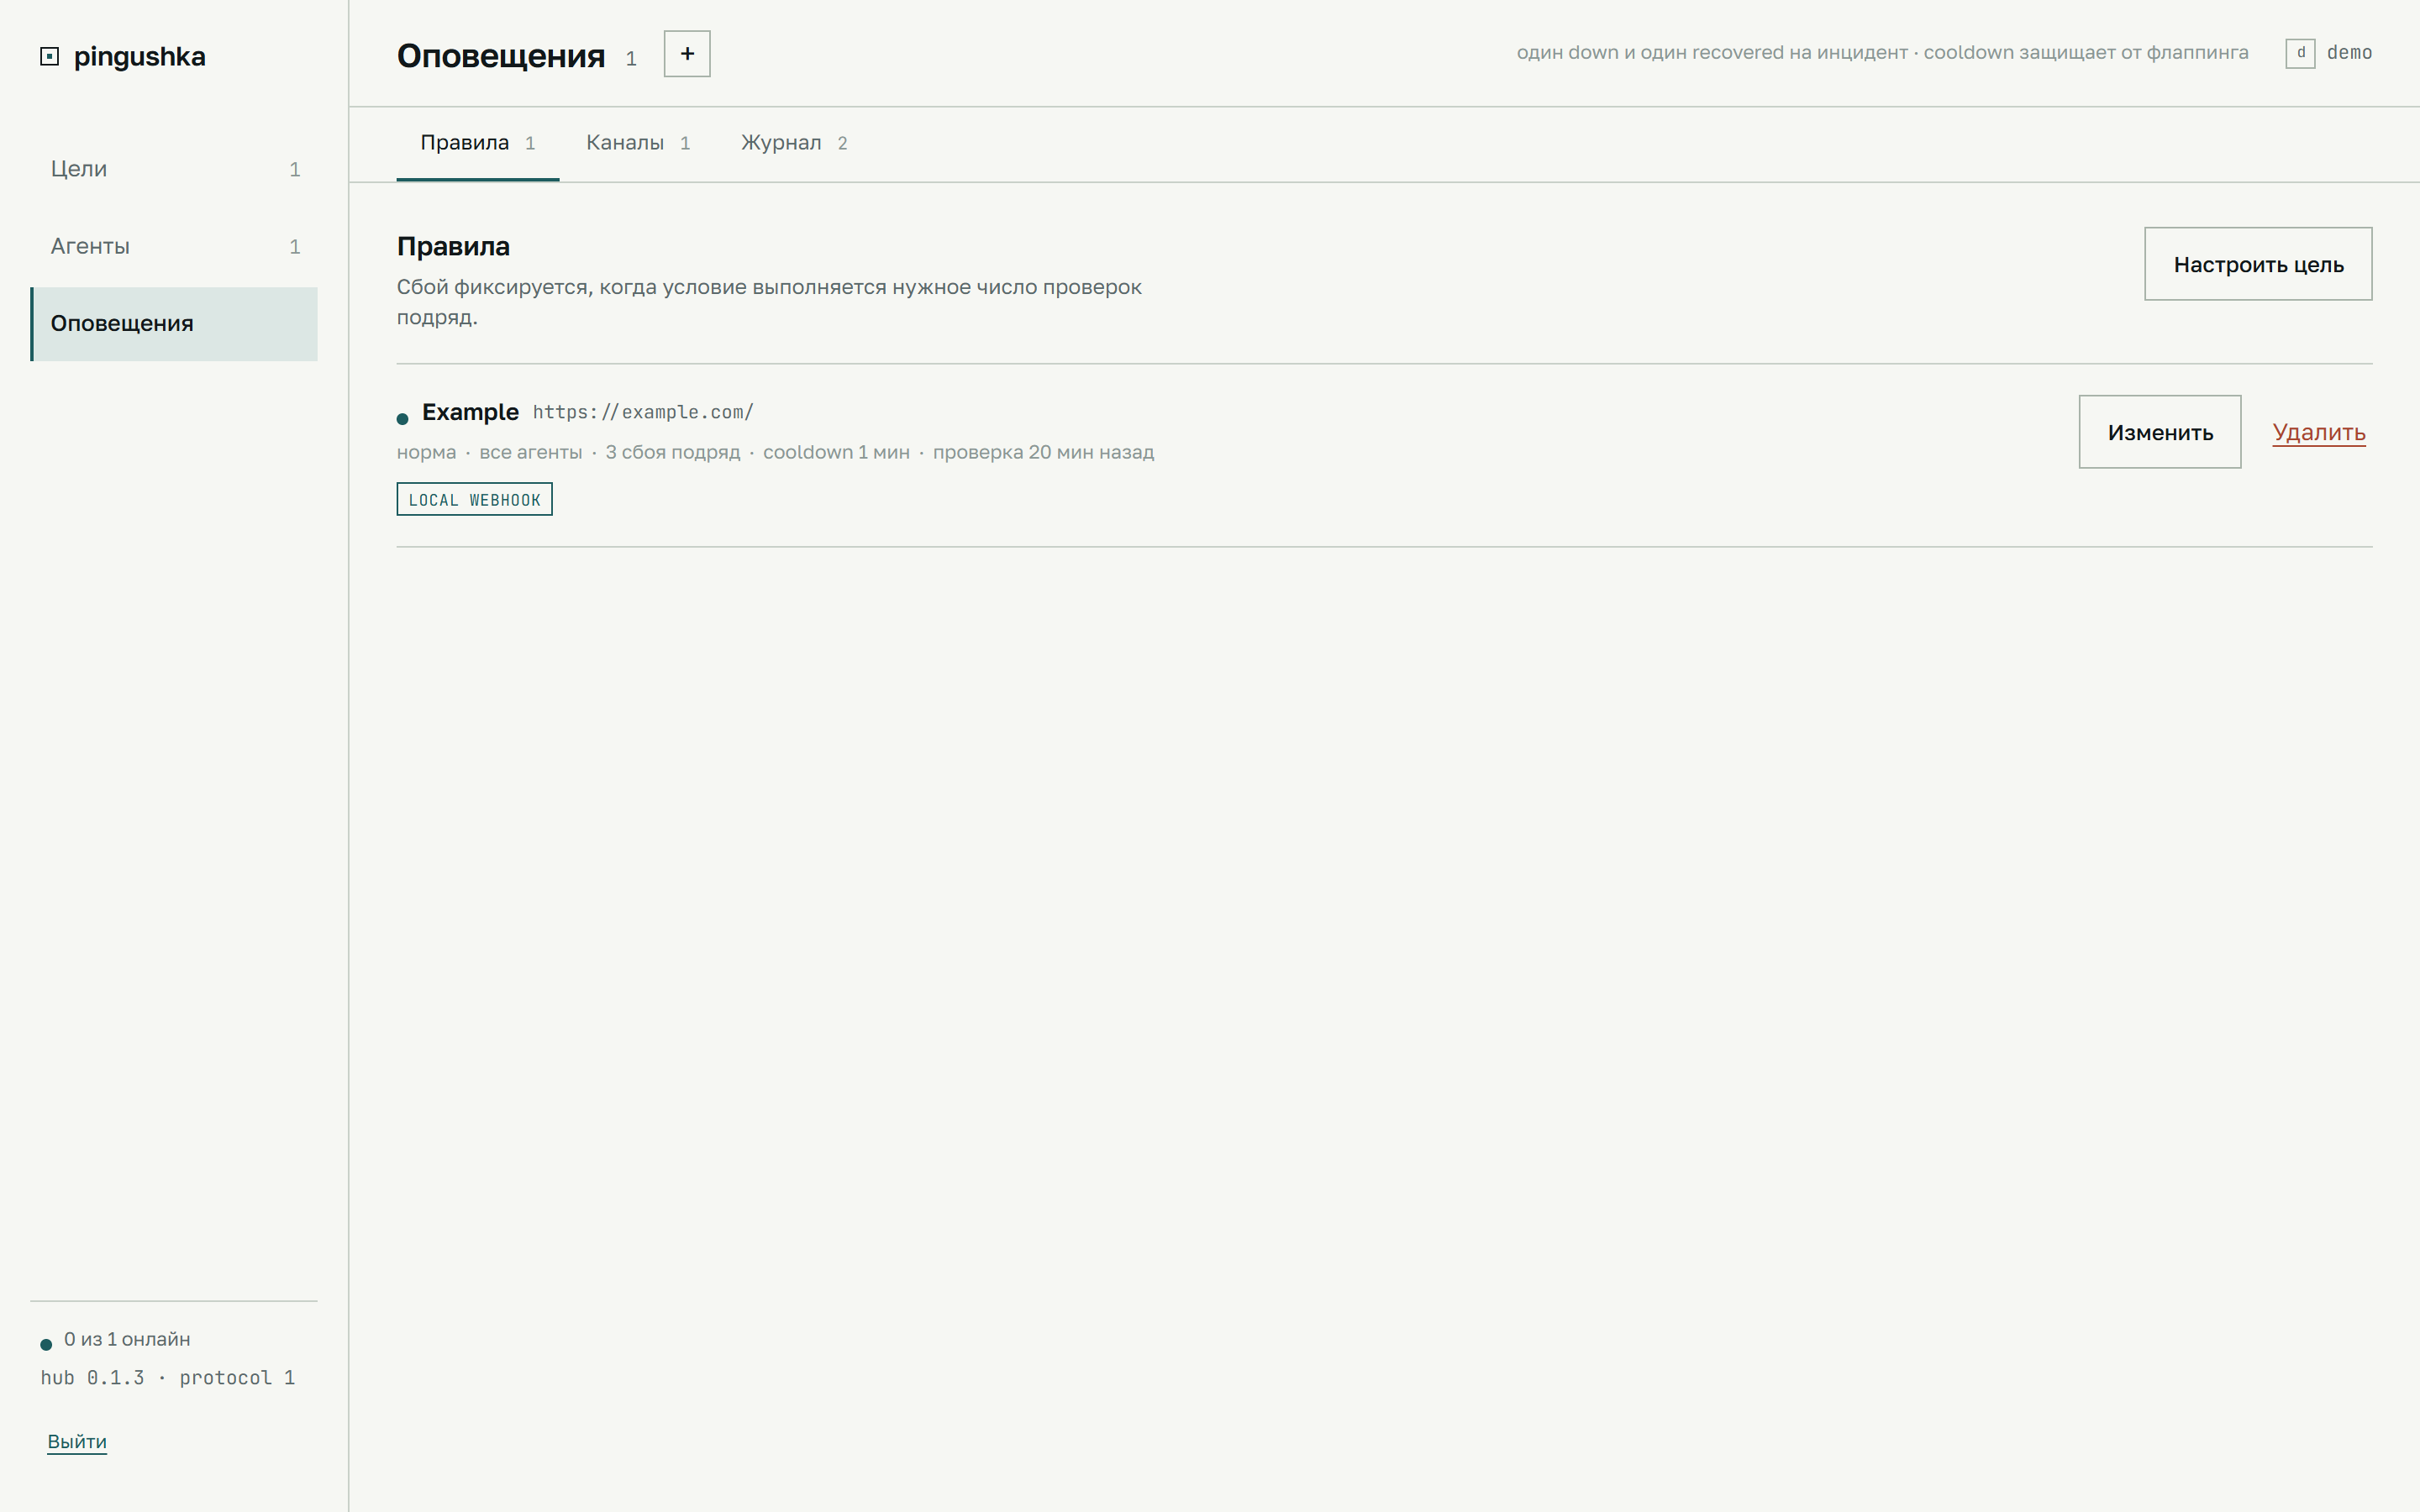 pingushka
Цели 1
Агенты 1
Оповещения
0 из 1 онлайн
hub 0.1.3 · protocol 1
Выйти
Оповещения 1 +
один down и один recovered на инцидент · cooldown защищает от флаппинга
d demo
Правила 1 Каналы 1 Журнал 2
Правила
Сбой фиксируется, когда условие выполняется нужное число проверок
подряд.
Настроить цель
Example https://example.com/
норма · все агенты · 3 сбоя подряд · cooldown 1 мин · проверка 20 мин назад
LOCAL WEBHOOK
Изменить
Удалить